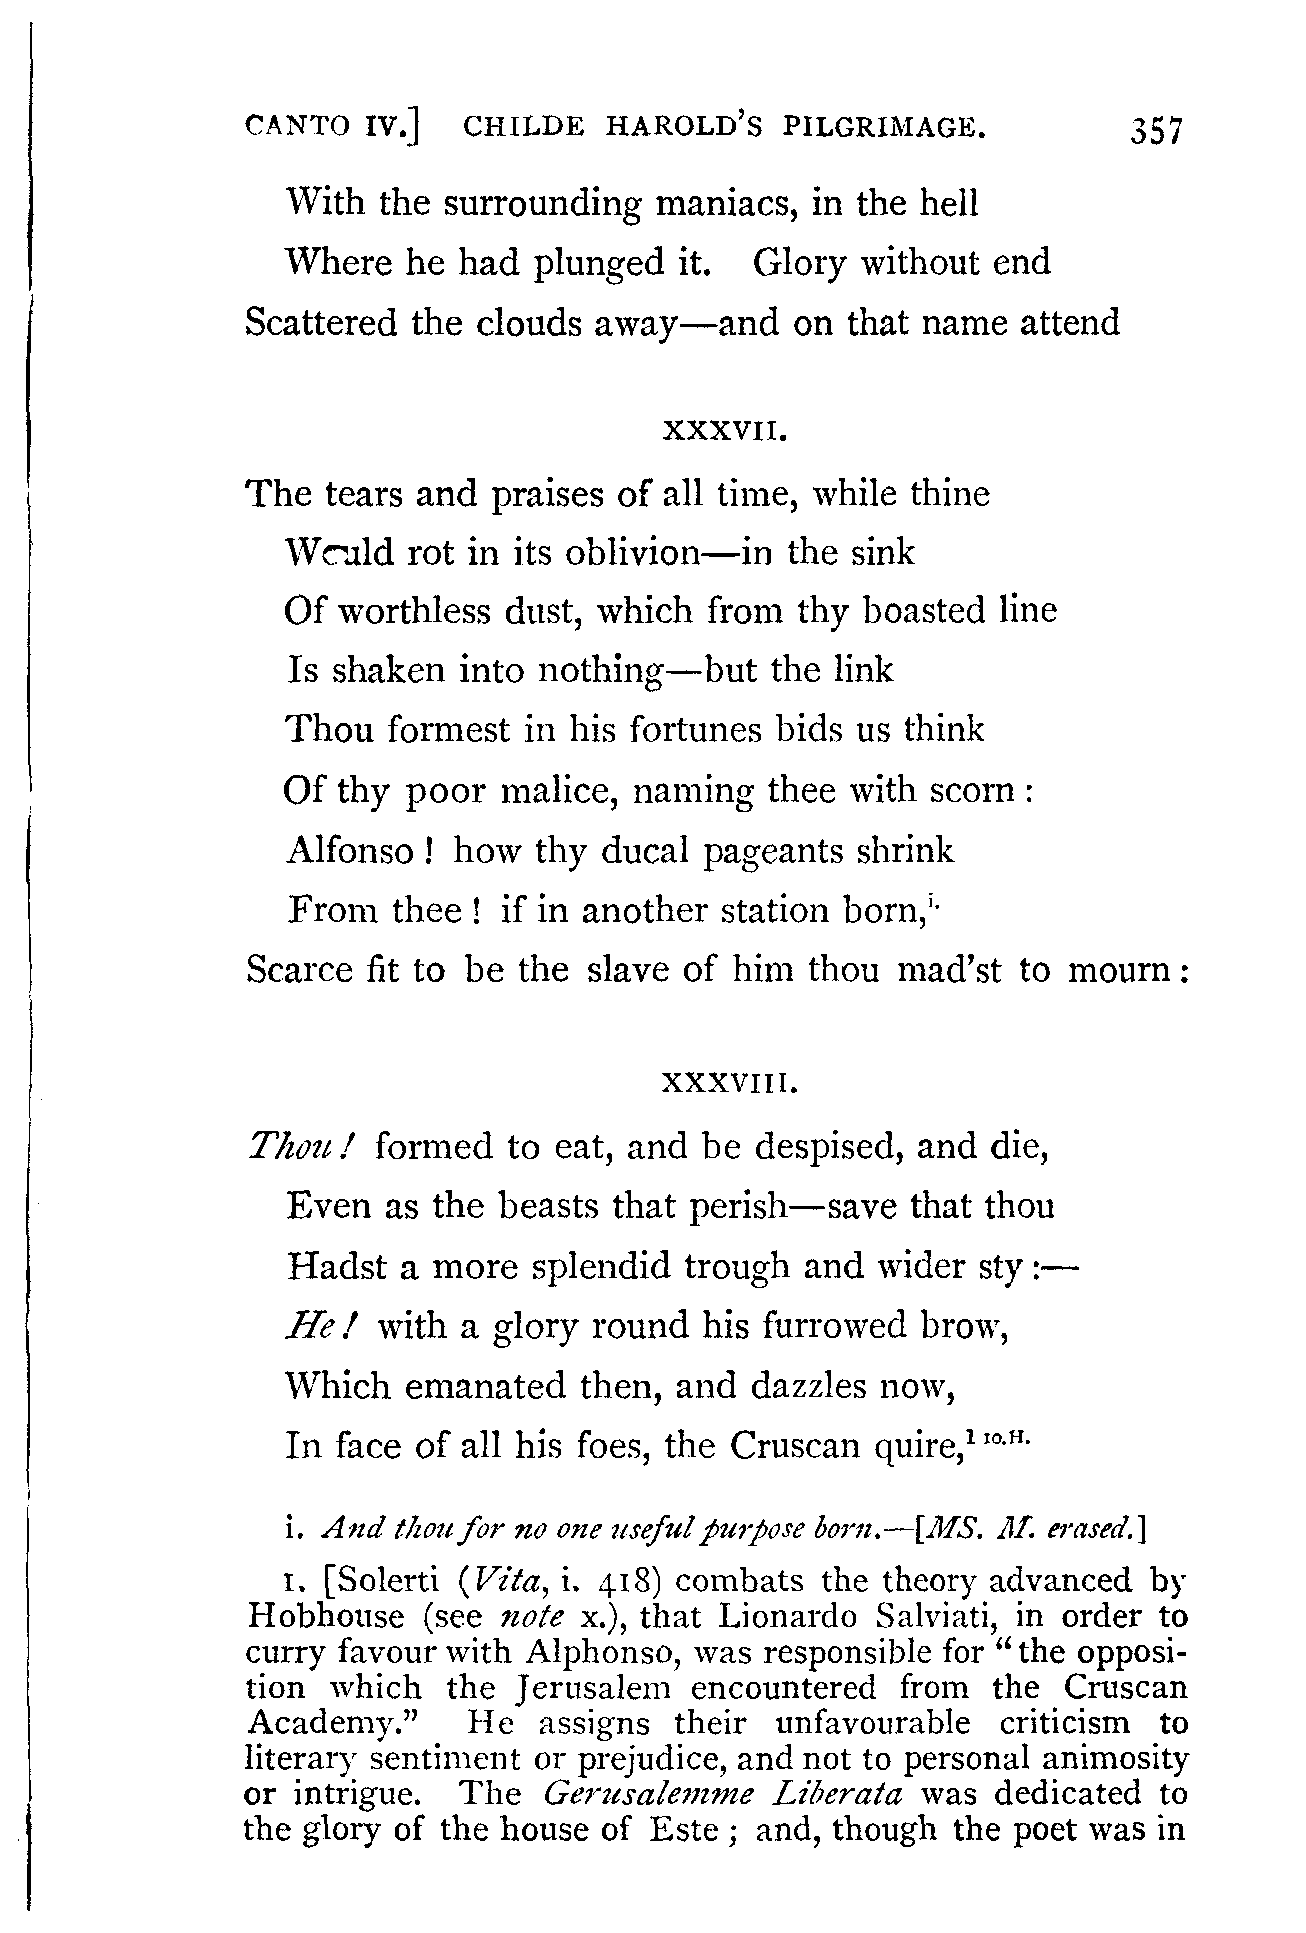 CANTO IV.] CHILDE HAROLD'S PILGRIMAGE. 357
With the surrounding maniacs, in the hell
Where he had plunged it. Glory without end
Scattered the clouds away—and on that name attend
XXXVII.
The tears and praises of all time, while thine
Would rot in its oblivion—in the sink
Of worthless dust, which from thy boasted line
Is shaken into nothing—but the link
Thou formest in his fortunes bids us think
Of thy poor malice, naming thee with scorn :
Alfonso ! how thy ducal pageants shrink
From thee ! if in another station born,i.
Scarce fit to be the slave of him thou mad'st to mourn :
XXXVIII.
Thou ! formed to eat, and be despised, and die,
Even as the beasts that perish—save that thou
Hadst a more splendid trough and wider sty :—
He ! with a glory round his furrowed brow,
Which emanated then, and dazzles now,
In face of all his foes, the Cruscan quire,1 10.H.
i. And thou for no one useful purpose born.—[MS. M. erased.]
1. [Solerti (Vita, i. 418) combats the theory advanced by
Hobhouse (see note x.), that Lionardo Salviati, in order to
curry favour with Alphonso, was responsible for "the opposi-
tion which the Jerusalem encountered from the Cruscan
Academy." He assigns their unfavourable criticism to
literary sentiment or prejudice, and not to personal animosity
or intrigue. The Gerusalemme Liberata was dedicated to
the glory of the house of Este ; and, though the poet was in